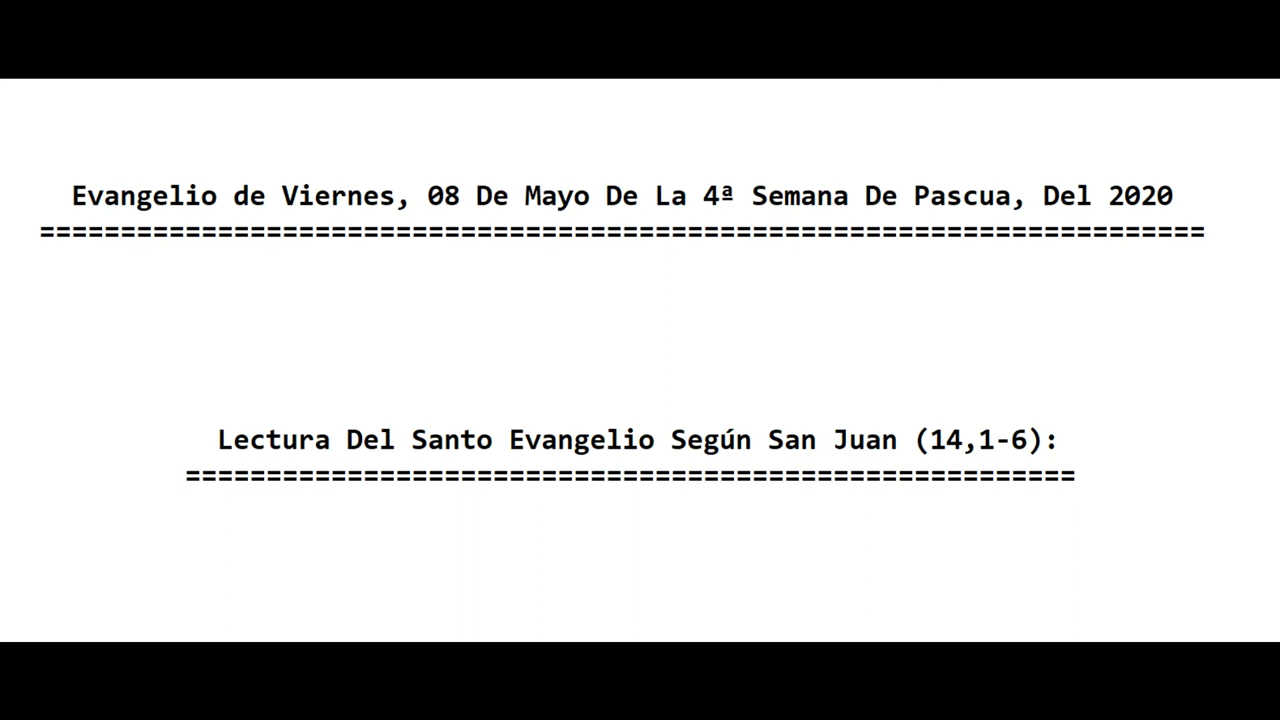 Evangelio de Viernes, 08 De Mayo De La 4ª Semana De Pascua, Del 2020
========================================================================
Lectura Del Santo Evangelio Según San Juan (14,1-6):
=======================================================